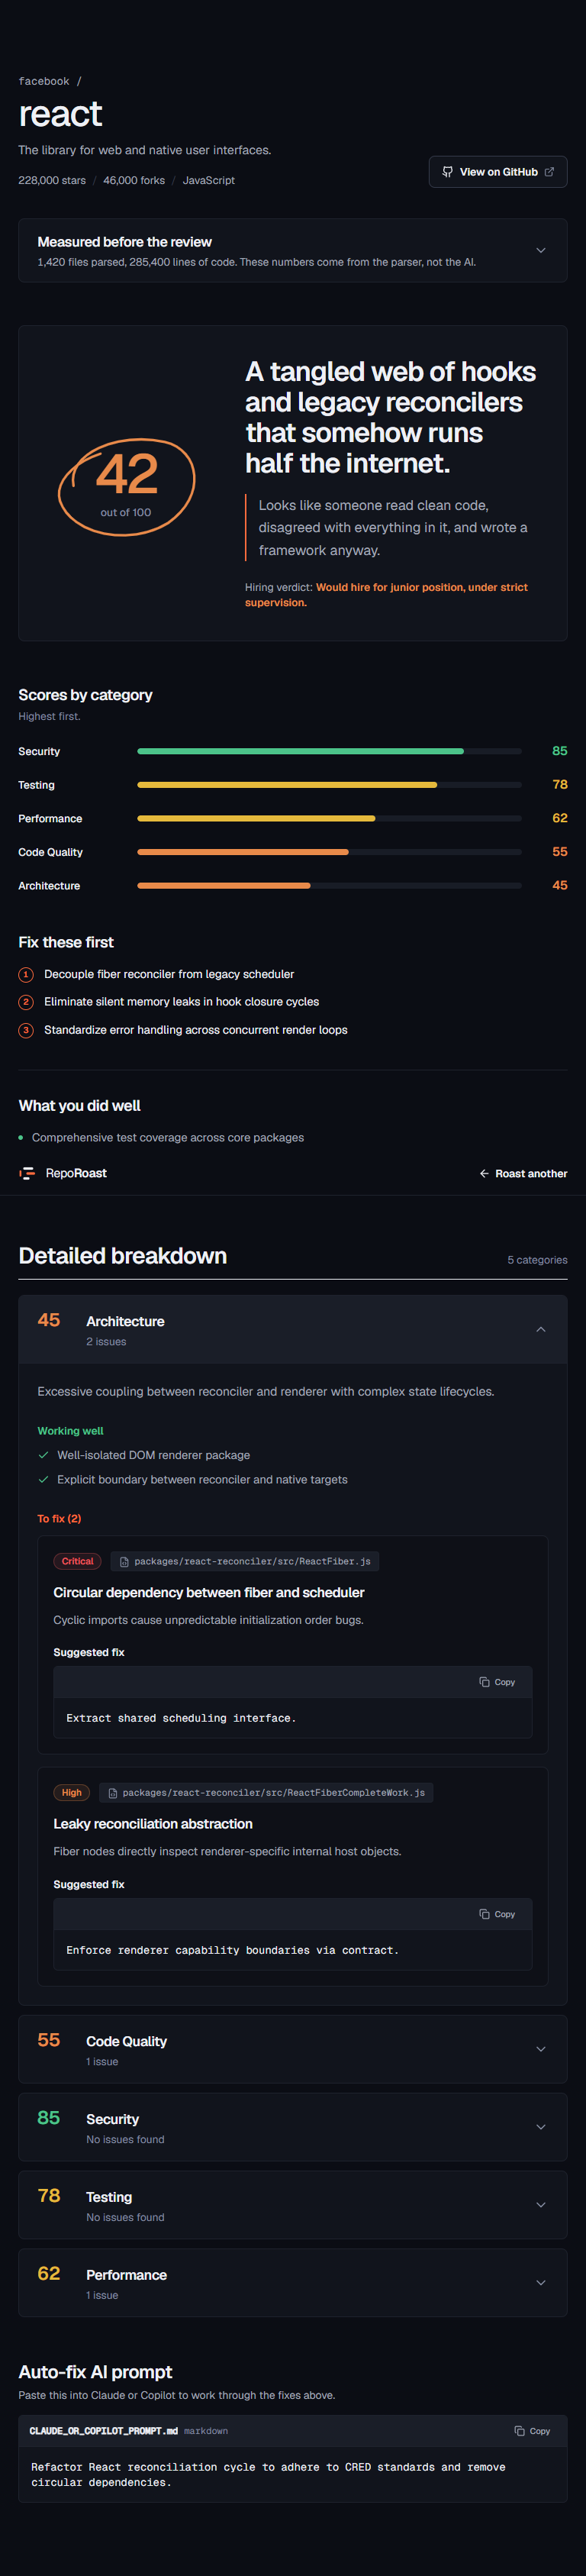 facebook /
react
The library for web and native user interfaces.
228,000 stars / 46,000 forks / JavaScript
View on GitHub
Measured before the review
1,420 files parsed, 285,400 lines of code. These numbers come from the parser, not the AI.
42
out of 100
A tangled web of hooks
and legacy reconcilers
that somehow runs
half the internet.
Looks like someone read clean code,
disagreed with everything in it, and wrote a
framework anyway.
Hiring verdict: Would hire for junior position, under strict
supervision.
Scores by category
Highest first.
Security 85
Testing 78
Performance 62
Code Quality 55
Architecture 45
Fix these first
1 Decouple fiber reconciler from legacy scheduler
2 Eliminate silent memory leaks in hook closure cycles
3 Standardize error handling across concurrent render loops
What you did well
Comprehensive test coverage across core packages
RepoRoast
Roast another
Detailed breakdown
5 categories
45 Architecture
2 issues
Excessive coupling between reconciler and renderer with complex state lifecycles.
Working well
Well-isolated DOM renderer package
Explicit boundary between reconciler and native targets
To fix (2)
Critical packages/react-reconciler/src/ReactFiber.js
Circular dependency between fiber and scheduler
Cyclic imports cause unpredictable initialization order bugs.
Suggested fix
Copy
Extract shared scheduling interface.
High packages/react-reconciler/src/ReactFiberCompleteWork.js
Leaky reconciliation abstraction
Fiber nodes directly inspect renderer-specific internal host objects.
Suggested fix
Copy
Enforce renderer capability boundaries via contract.
55 Code Quality
1 issue
85 Security
No issues found
78 Testing
No issues found
62 Performance
1 issue
Auto-fix AI prompt
Paste this into Claude or Copilot to work through the fixes above.
CLAUDE_OR_COPILOT_PROMPT.md markdown
Copy
Refactor React reconciliation cycle to adhere to CRED standards and remove
circular dependencies.